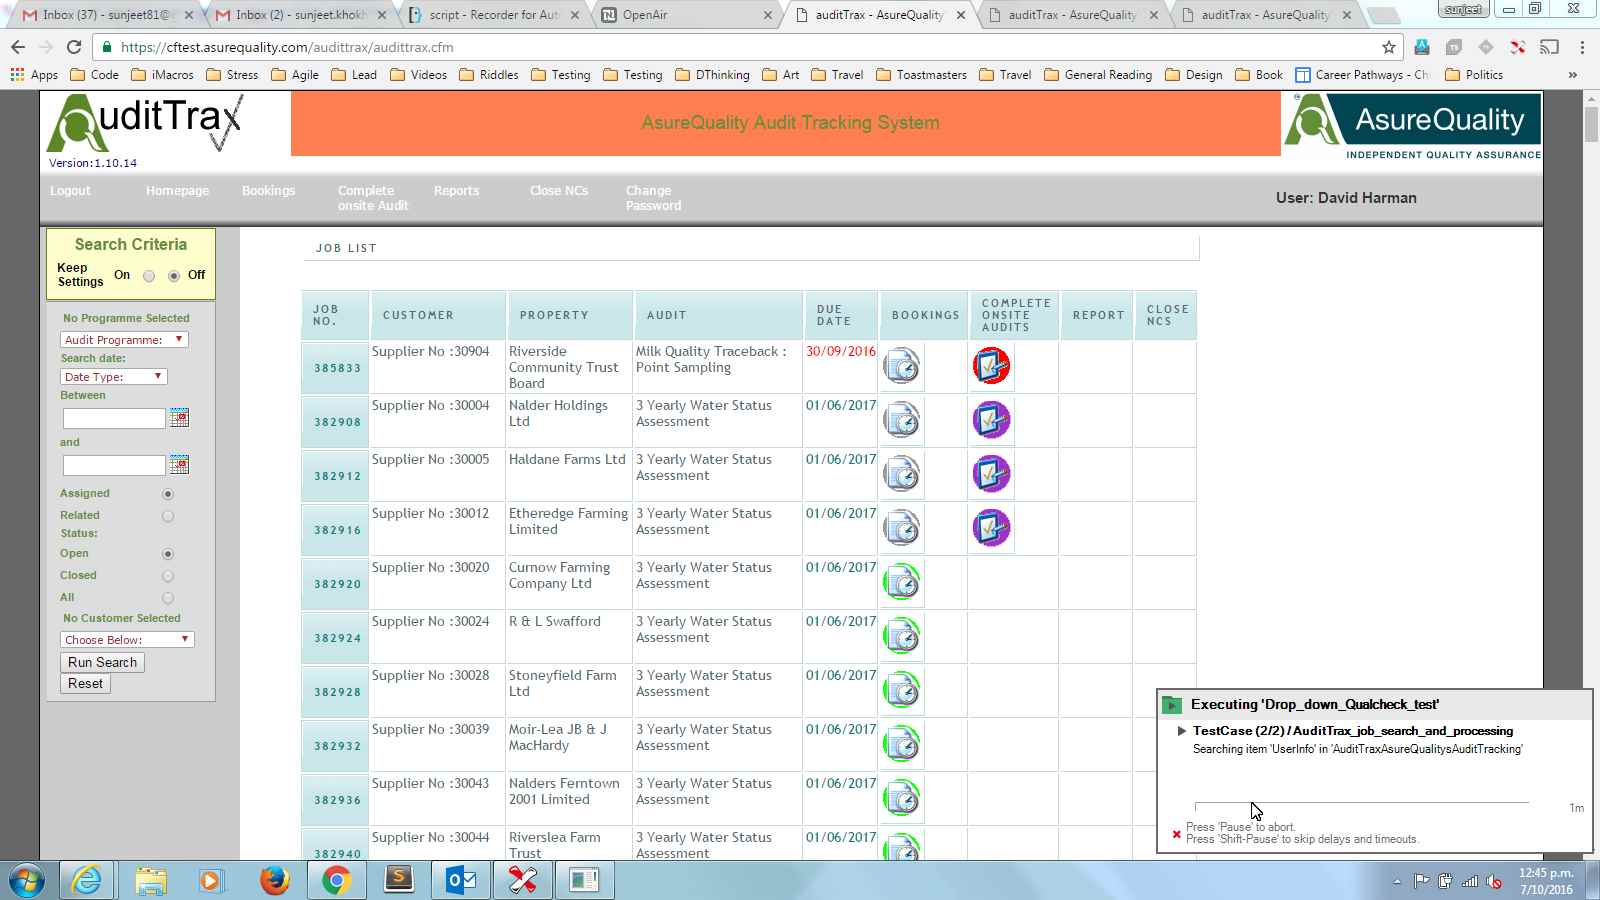 Inbox (37) - sunjeet81@
Inbox (2) - sunjeet.khokh
script - Recorder for Aut
OpenAir
auditTrax - AsureQuality
auditTrax - AsureQuality
auditTrax - AsureQuality
sunjeet
https://cftest.asurequality.com/audittrax/audittrax.cfm
Apps Code iMacros Stress Agile Lead Videos Riddles Testing Testing DThinking Art Travel Toastmasters Travel General Reading Design Book Career Pathways - Ch Politics »
AuditTrax
Version:1.10.14
AsureQuality Audit Tracking System
AsureQuality
INDEPENDENT QUALITY ASSURANCE
Logout Homepage Bookings Complete onsite Audit Reports Close NCs Change Password
User: David Harman
Search Criteria
Keep Settings On Off
No Programme Selected
Audit Programme:
Search date:
Date Type:
Between
and
Assigned
Related
Status:
Open
Closed
All
No Customer Selected
Choose Below:
Run Search
Reset
JOB LIST
JOB NO. CUSTOMER PROPERTY AUDIT DUE DATE BOOKINGS COMPLETE ONSITE AUDITS REPORT CLOSE NCS
385833 Supplier No :30904 Riverside Community Trust Board Milk Quality Traceback : Point Sampling 30/09/2016
382908 Supplier No :30004 Nalder Holdings Ltd 3 Yearly Water Status Assessment 01/06/2017
382912 Supplier No :30005 Haldane Farms Ltd 3 Yearly Water Status Assessment 01/06/2017
382916 Supplier No :30012 Etheredge Farming Limited 3 Yearly Water Status Assessment 01/06/2017
382920 Supplier No :30020 Curnow Farming Company Ltd 3 Yearly Water Status Assessment 01/06/2017
382924 Supplier No :30024 R & L Swafford 3 Yearly Water Status Assessment 01/06/2017
382928 Supplier No :30028 Stoneyfield Farm Ltd 3 Yearly Water Status Assessment 01/06/2017
382932 Supplier No :30039 Moir-Lea JB & J MacHardy 3 Yearly Water Status Assessment 01/06/2017
382936 Supplier No :30043 Nalders Ferntown 2001 Limited 3 Yearly Water Status Assessment 01/06/2017
382940 Supplier No :30044 Riverslea Farm Trust 3 Yearly Water Status Assessment 01/06/2017
Executing 'Drop_down_Qualcheck_test'
TestCase (2/2) / AuditTrax_job_search_and_processing
Searching item 'UserInfo' in 'AuditTraxAsureQualitysAuditTracking'
1m
Press 'Pause' to abort.
Press 'Shift-Pause' to skip delays and timeouts.
12:45 p.m.
7/10/2016